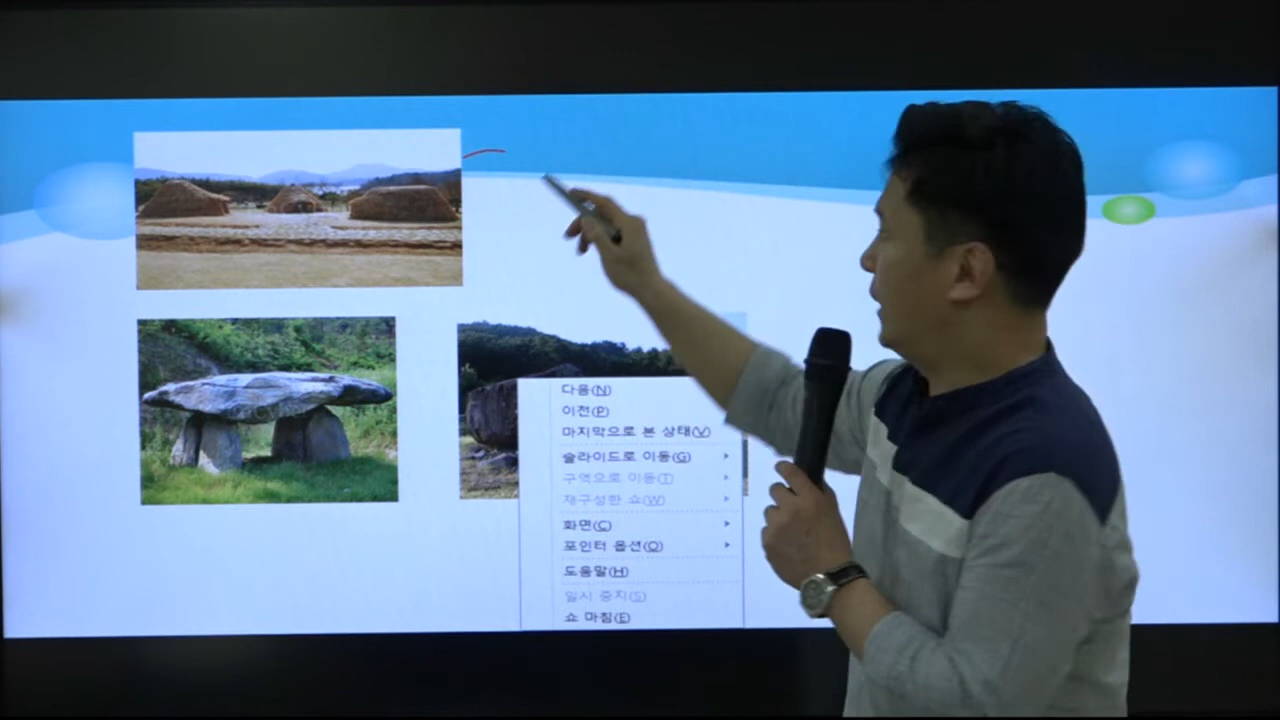 다음(N)
이전(P)
마지막으로 본 상태(V)
슬라이드로 이동(G)
구역으로 이동(T)
재구성한 쇼(W)
화면(C)
포인터 옵션(O)
도움말(H)
일시 중지(S)
쇼 마침(E)